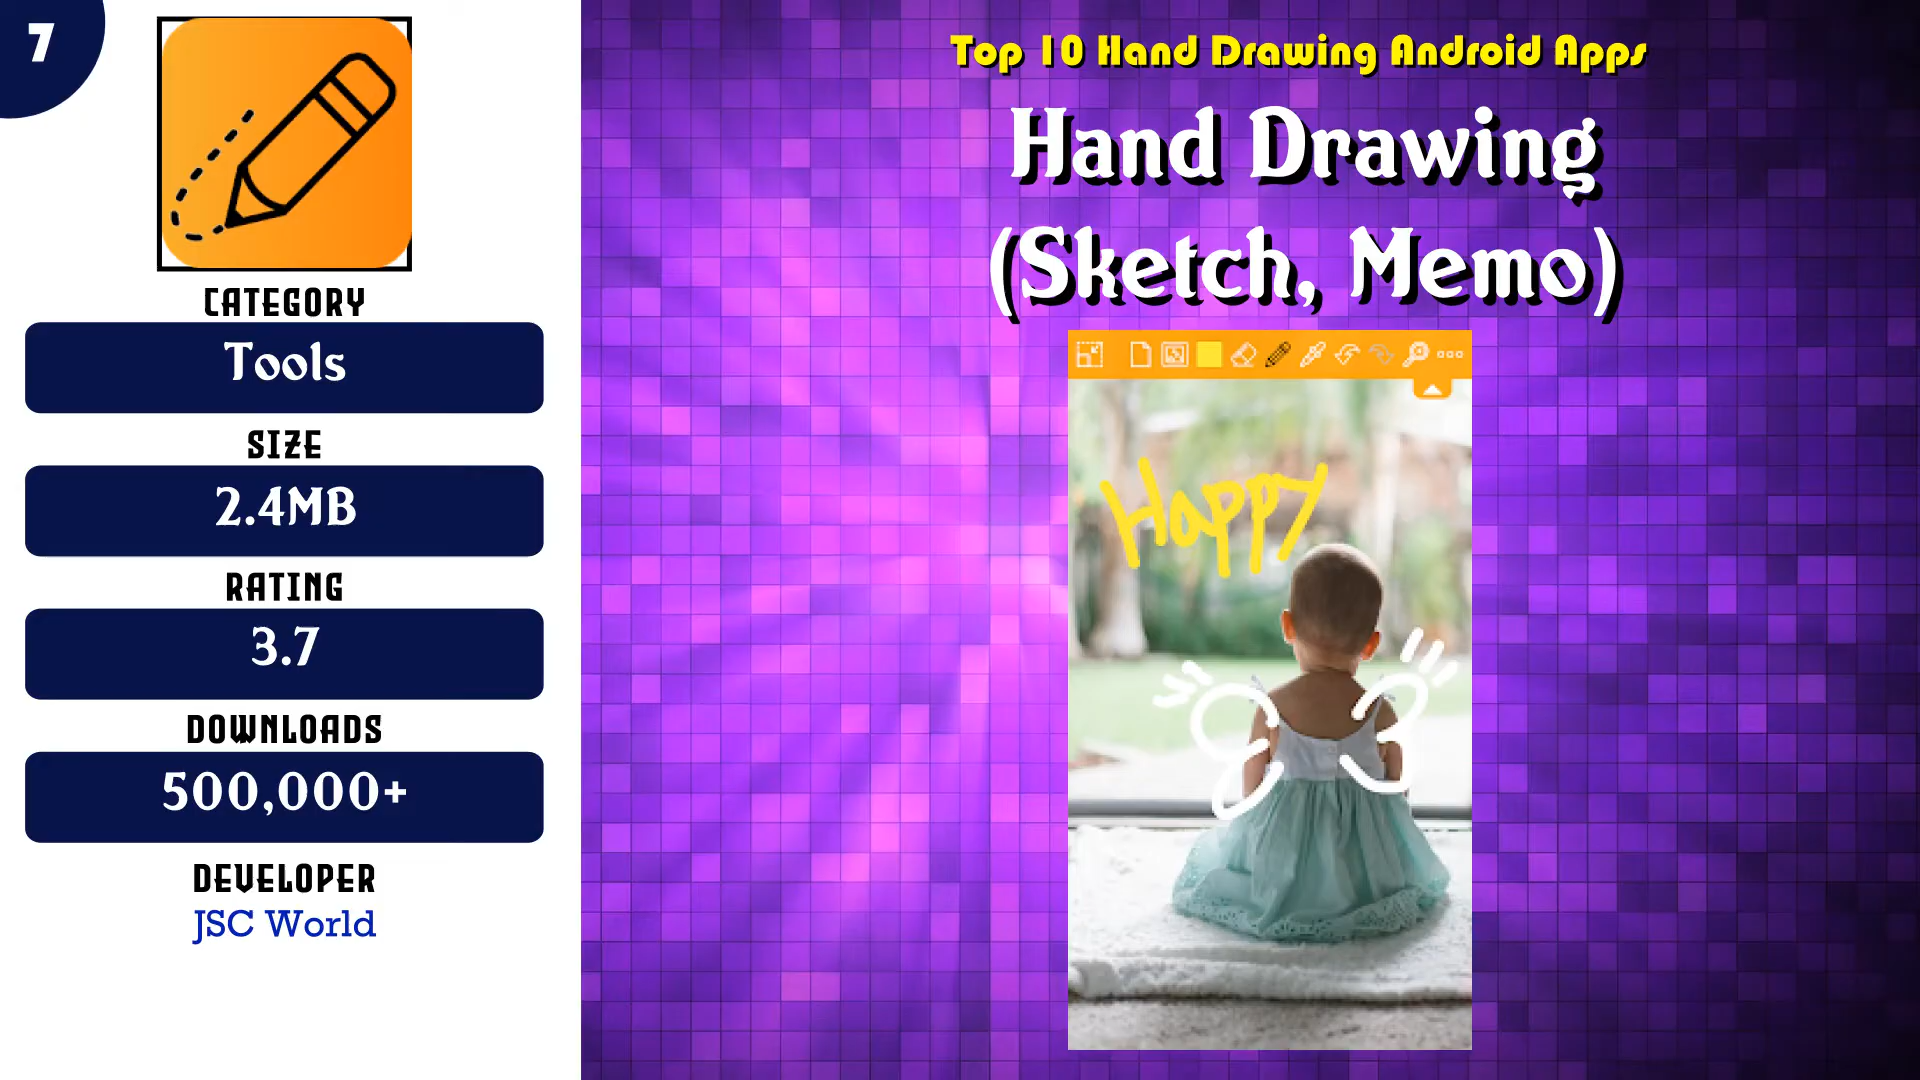 7
CATEGORY
Tools
SIZE
2.4MB
RATING
3.7
DOWNLOADS
500,000+
DEVELOPER
JSC World
Top 10 Hand Drawing Android Apps
Hand Drawing
(Sketch, Memo)
Happy